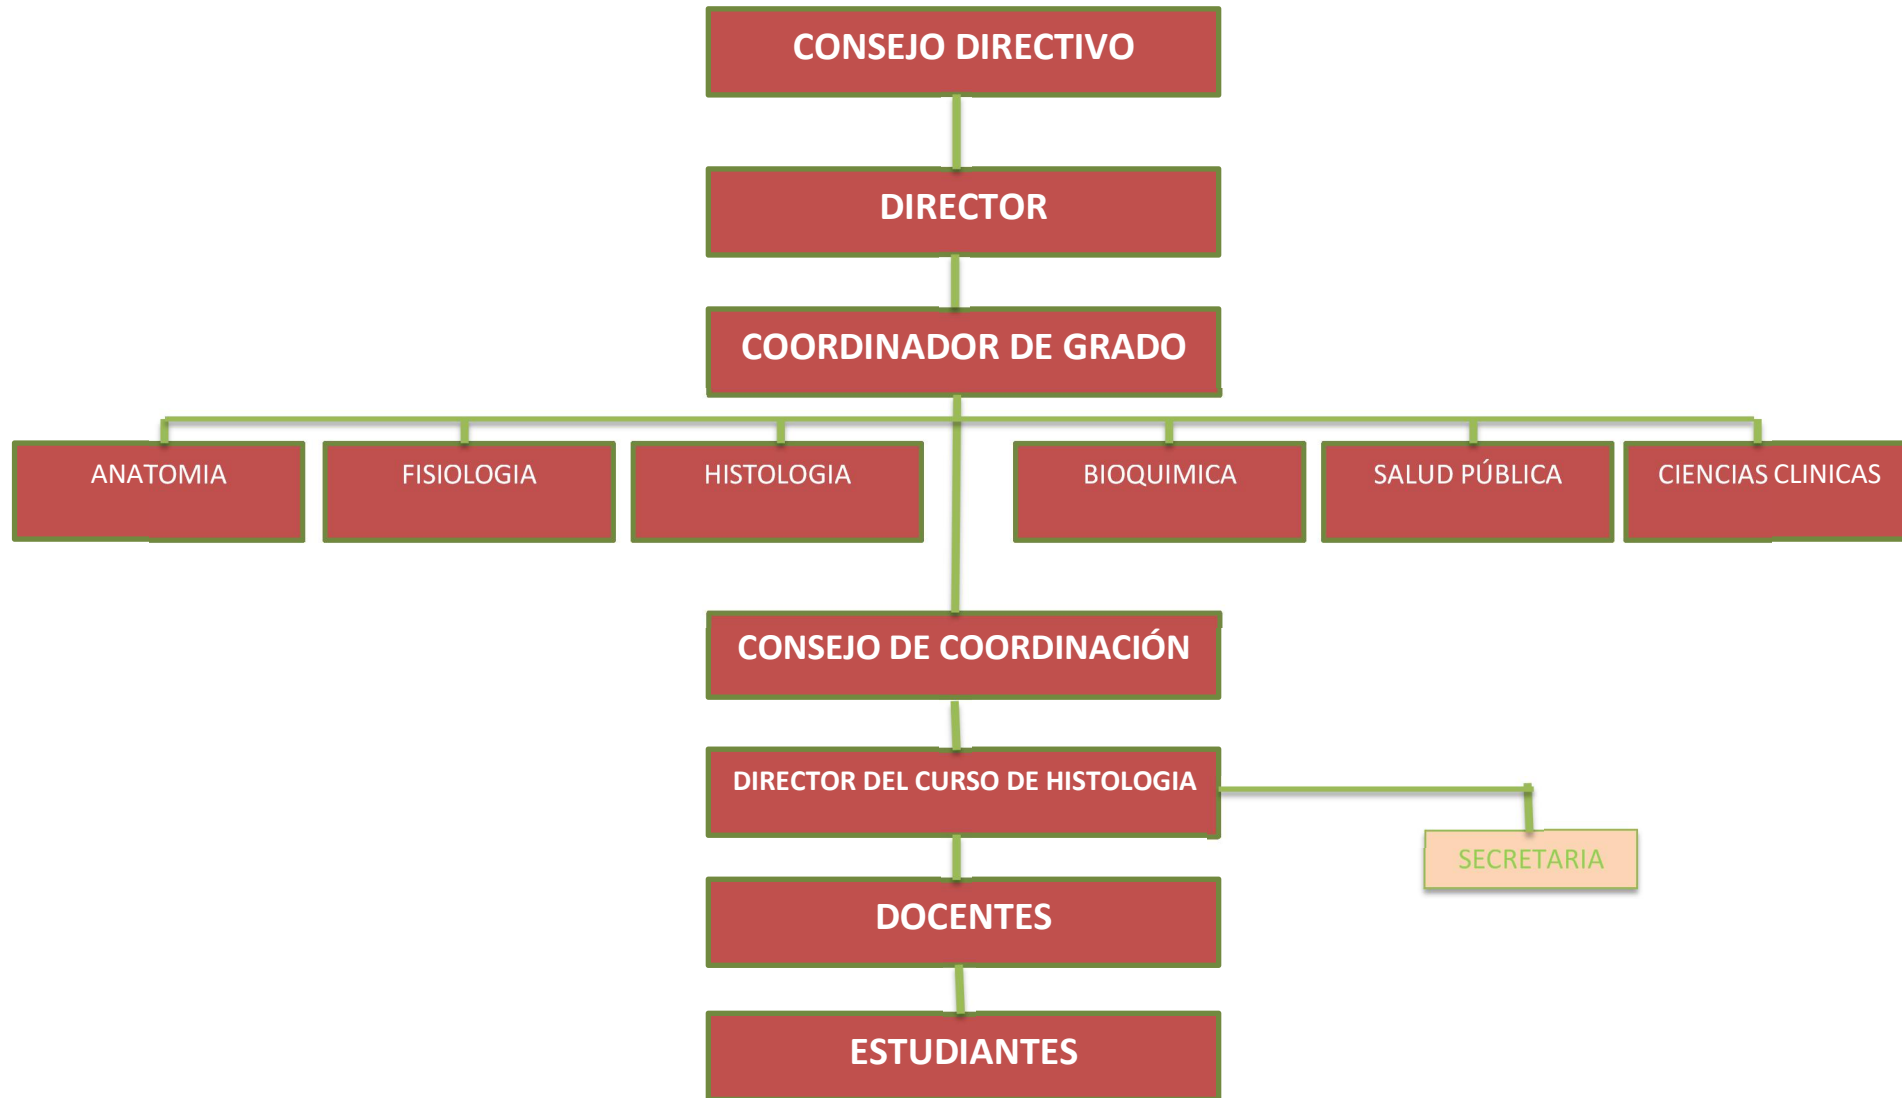 CONSEJO DIRECTIVO
DIRECTOR
COORDINADOR DE GRADO
ANATOMIA
FISIOLOGIA
HISTOLOGIA
BIOQUIMICA
SALUD PÚBLICA
CIENCIAS CLINICAS
CONSEJO DE COORDINACIÓN
DIRECTOR DEL CURSO DE HISTOLOGIA
SECRETARIA
DOCENTES
ESTUDIANTES